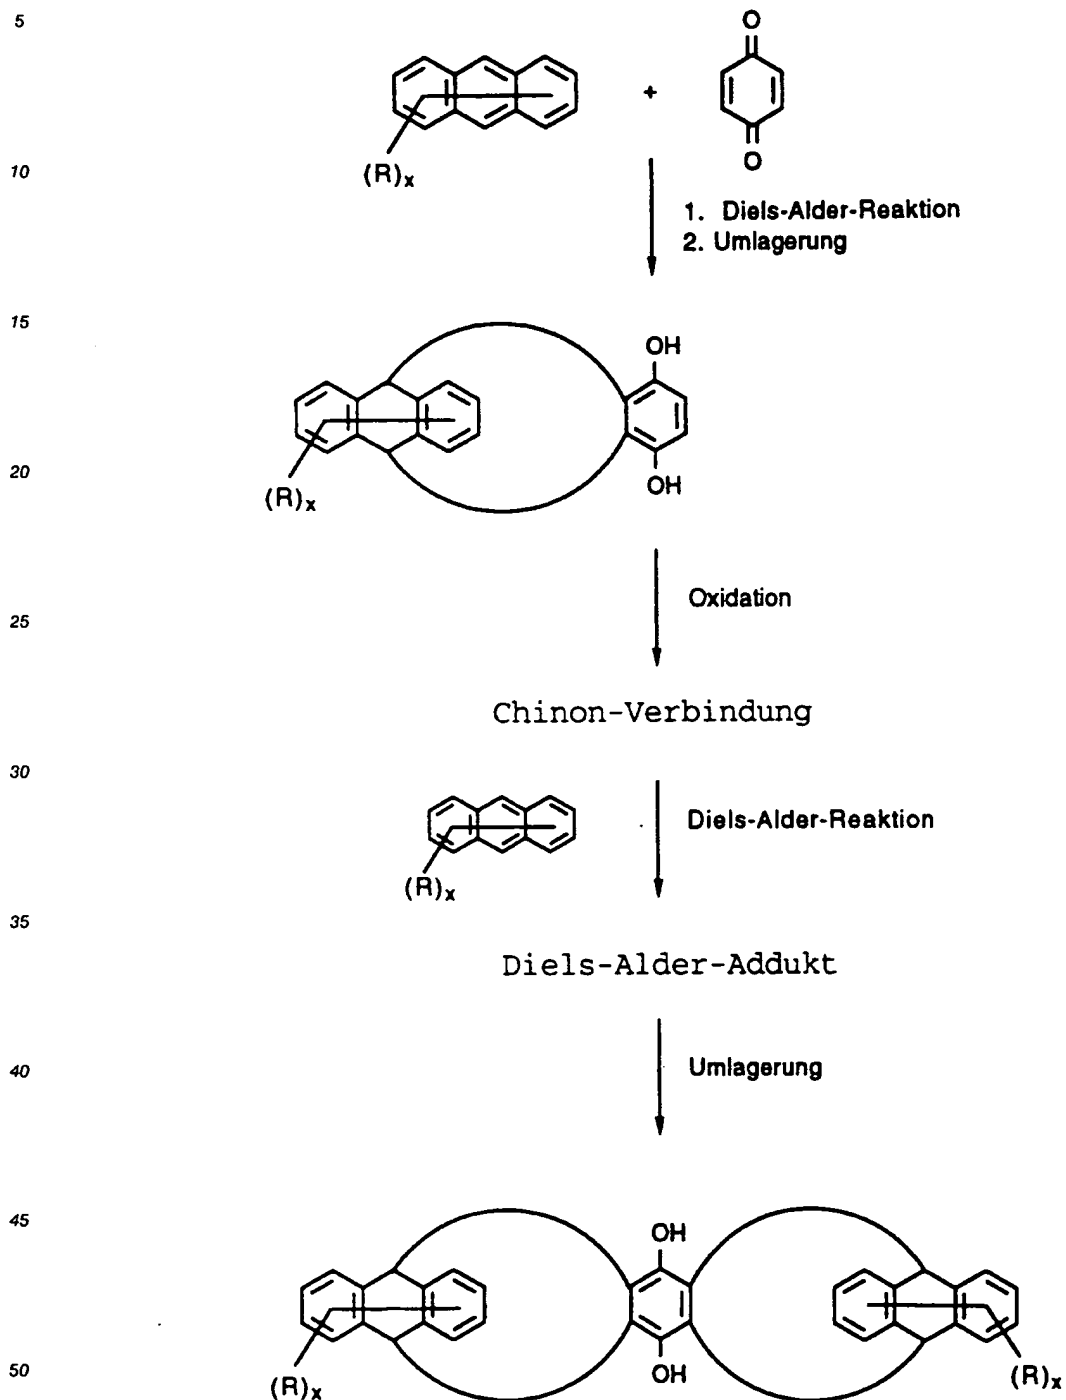 5
O
+
O
(R)x
10
1. Diels-Alder-Reaktion
2. Umlagerung
15
OH
20
OH
(R)x
Oxidation
25
Chinon-Verbindung
30
Diels-Alder-Reaktion
(R)x
35
Diels-Alder-Addukt
40
Umlagerung
45
OH
50
OH
(R)x
(R)x